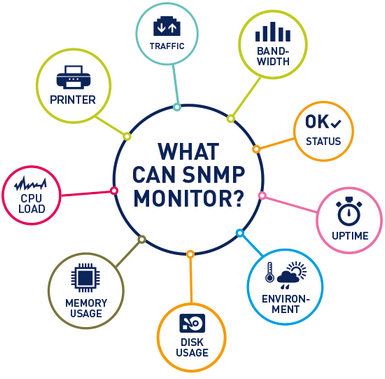 WHAT
CAN SNMP
MONITOR?
TRAFFIC
BAND-
WIDTH
OK
STATUS
UPTIME
ENVIRON-
MENT
DISK
USAGE
MEMORY
USAGE
CPU
LOAD
PRINTER